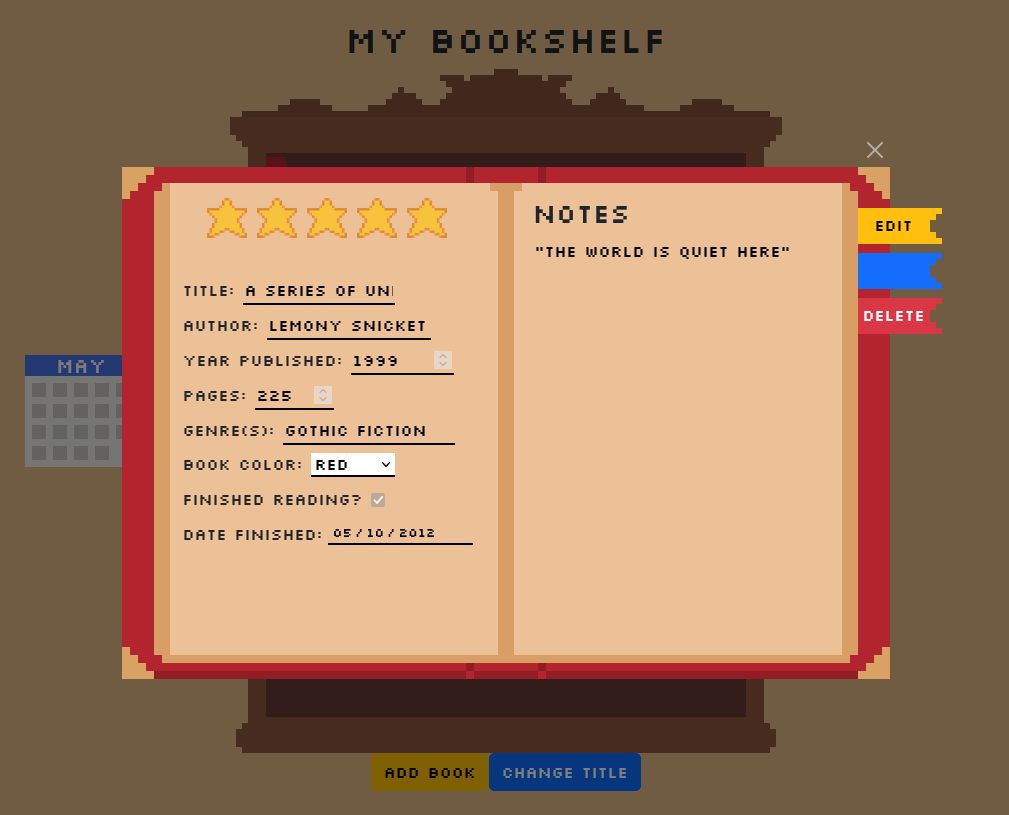 MY BOOKSHELF
NOTES
"THE WORLD IS QUIET HERE"
EDIT
DELETE
TITLE: A SERIES OF UN
AUTHOR: LEMONY SNICKET
YEAR PUBLISHED: 1999
PAGES: 225
GENRE(S): GOTHIC FICTION
BOOK COLOR: RED
FINISHED READING?
DATE FINISHED: 05/10/2012
MAY
ADD BOOK
CHANGE TITLE